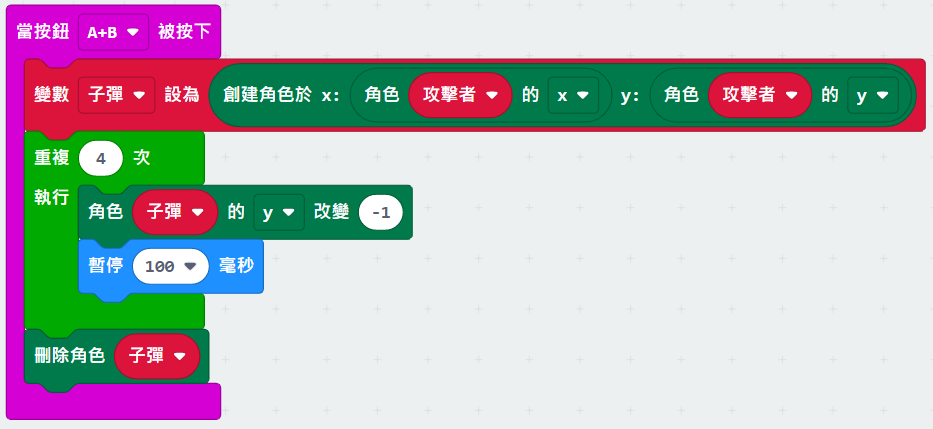 當按鈕 A+B 被按下
變數 子彈 設為 創建角色於 x: 角色 攻擊者 的 x y: 角色 攻擊者 的 y
重複 4 次
執行 角色 子彈 的 y 改變 -1
暫停 100 毫秒
刪除角色 子彈